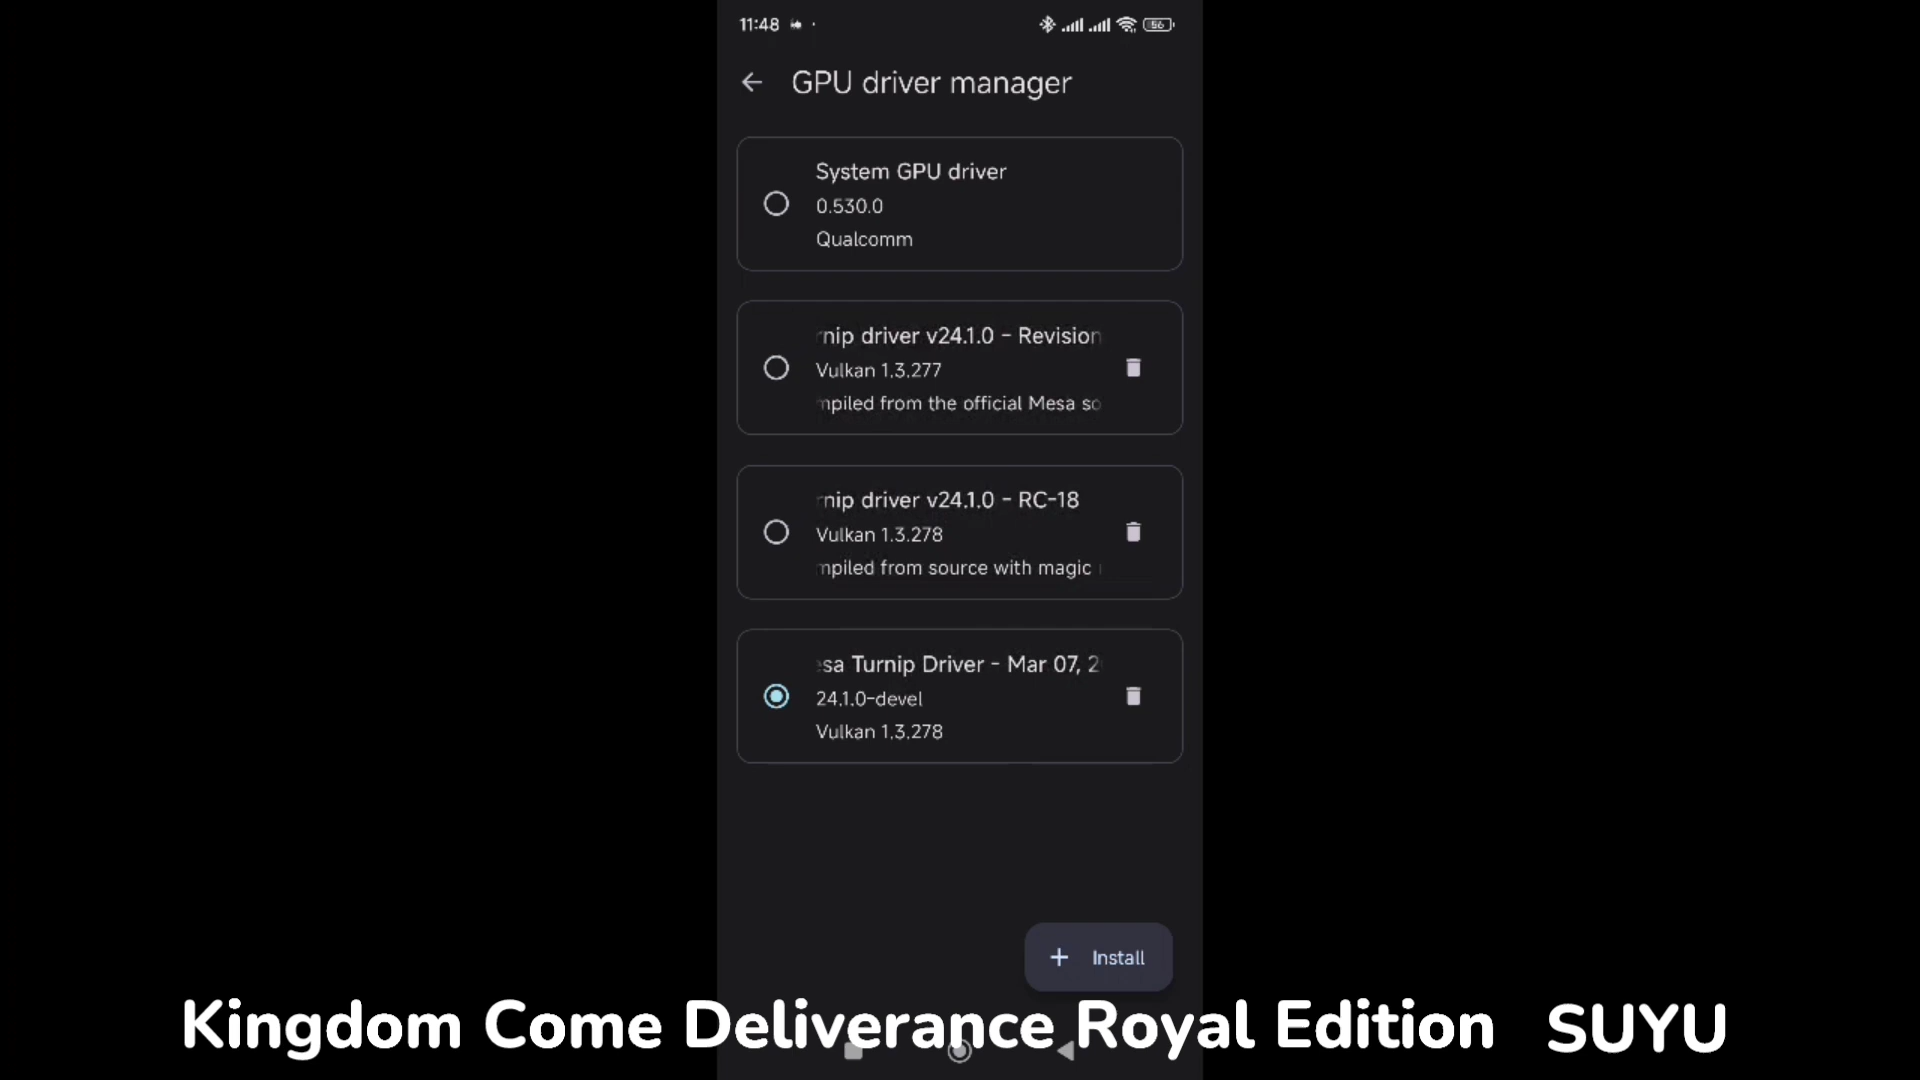 11:48
56
GPU driver manager
System GPU driver
0.530.0
Qualcomm
nip driver v24.1.0 - Revision
Vulkan 1.3.277
mpiled from the official Mesa so
nip driver v24.1.0 - RC-18
Vulkan 1.3.278
mpiled from source with magic
sa Turnip Driver - Mar 07, 2
24.1.0-devel
Vulkan 1.3.278
+ Install
Kingdom Come Deliverance Royal Edition SUYU